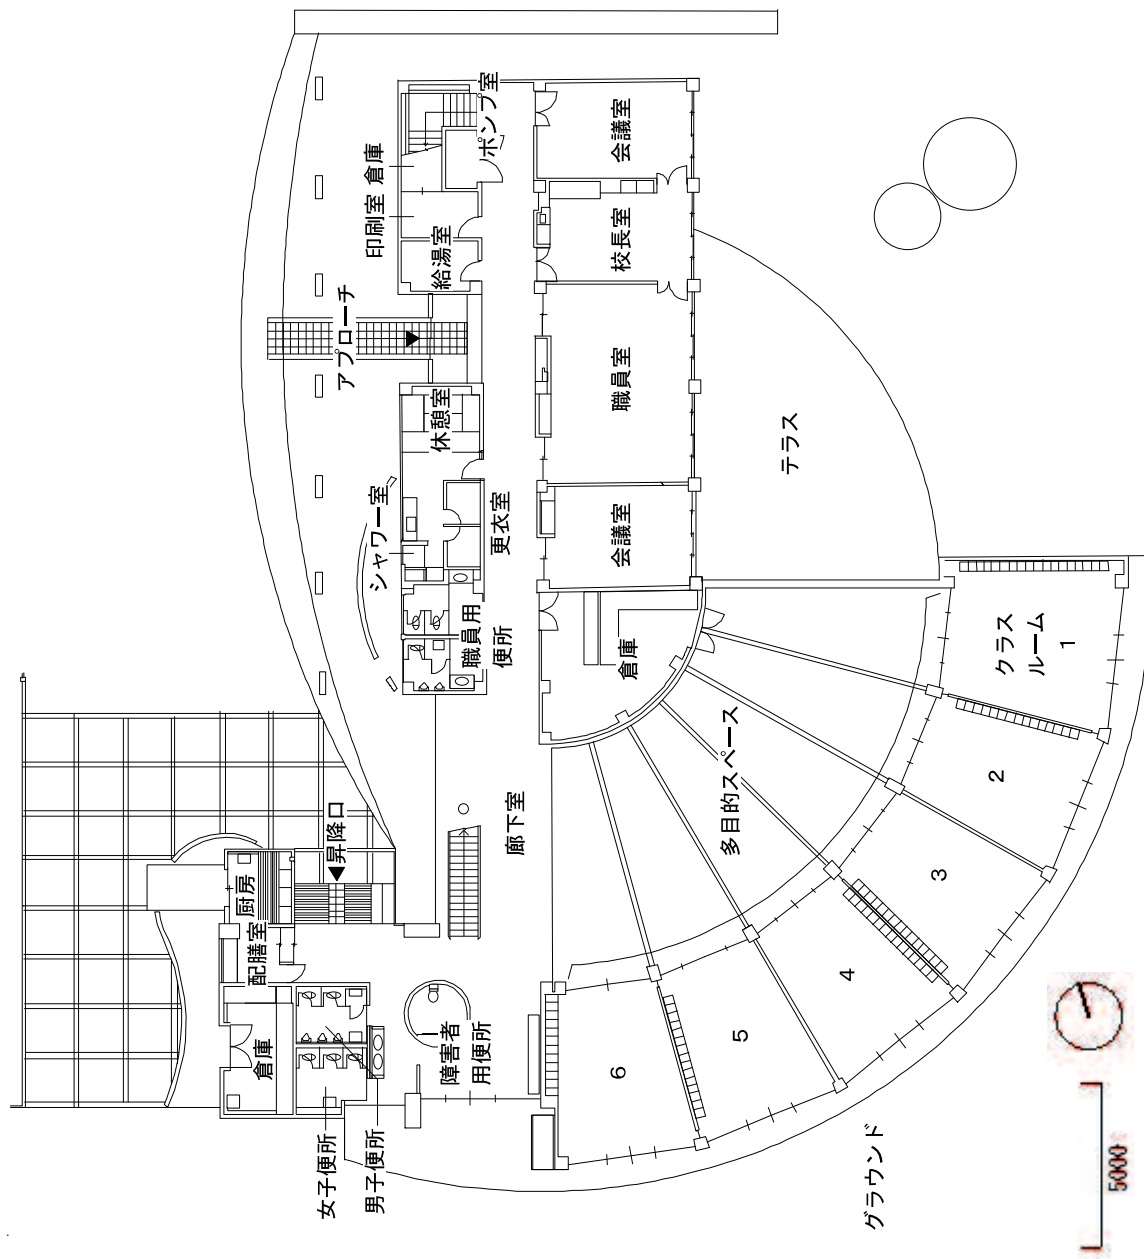 ポンプ室
倉庫
印刷室
給湯室
会議室
校長室
アプローチ
職員室
休憩室
シャワー室
更衣室
会議室
テラス
職員用
便所
倉庫
クラス
ルーム
1
2
多目的スペース
3
4
5
6
昇降口
廊下室
厨房
配膳室
倉庫
障害者
用便所
女子便所
男子便所
グラウンド
5000